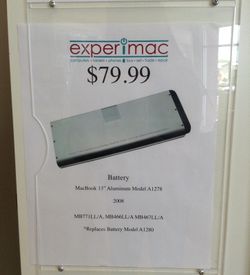 experimac
computers • tablets • phones • buy • sell • trade • repair
$79.99
Battery
MacBook 13" Aluminum Model A1278
2008
MB771LL/A, MB466LL/A MB467LL/A
*Replaces Battery Model A1280